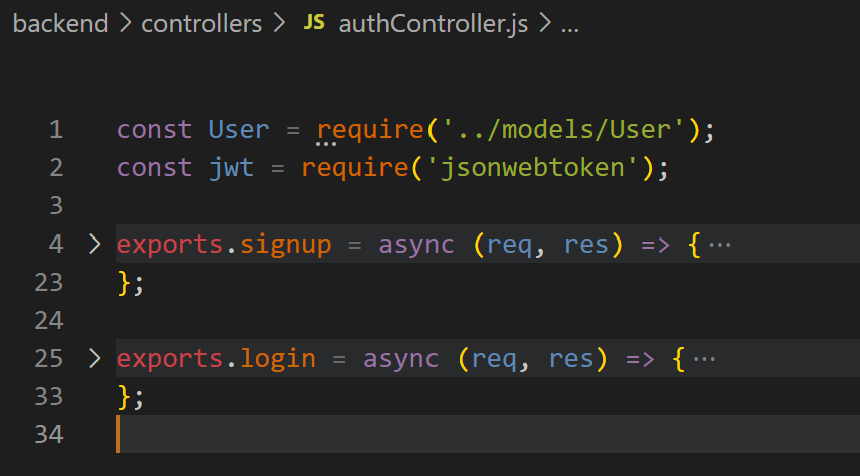 backend > controllers > JS authController.js > ...
1 const User = require('../models/User');
2 const jwt = require('jsonwebtoken');
3
4 > exports.signup = async (req, res) => { ···
23 };
24
25 > exports.login = async (req, res) => { ···
33 };
34